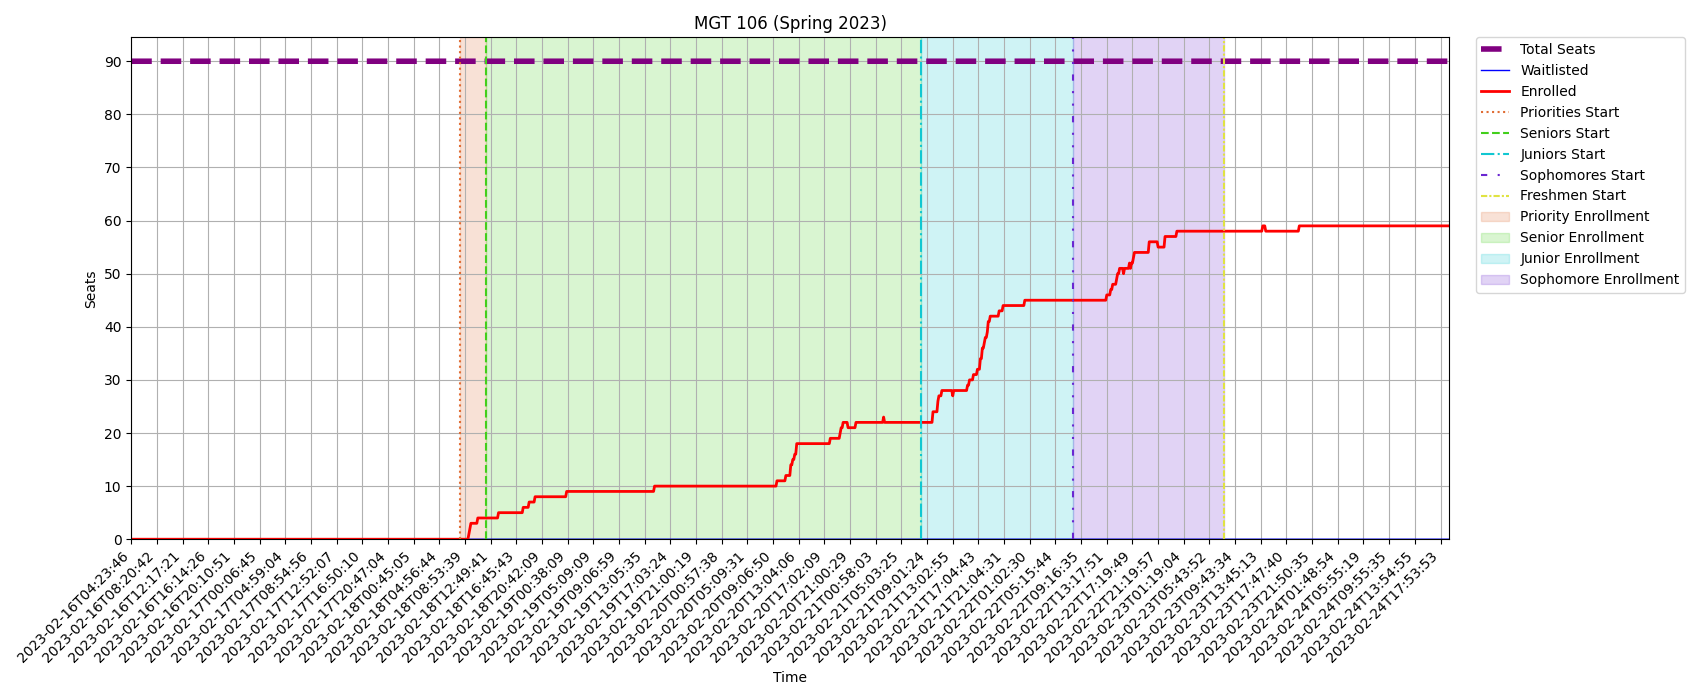 MGT 106 (Spring 2023)
Seats
90
80
70
60
50
40
30
20
10
0
2023-02-16T04:23:46
2023-02-16T08:20:42
2023-02-16T12:17:21
2023-02-16T16:14:26
2023-02-16T20:10:51
2023-02-17T00:06:45
2023-02-17T04:59:04
2023-02-17T08:54:56
2023-02-17T12:52:07
2023-02-17T16:50:10
2023-02-17T20:47:04
2023-02-18T00:45:05
2023-02-18T04:56:44
2023-02-18T08:53:39
2023-02-18T12:49:41
2023-02-18T16:45:43
2023-02-18T20:42:09
2023-02-19T00:38:09
2023-02-19T05:09:09
2023-02-19T09:06:59
2023-02-19T13:05:35
2023-02-19T17:03:24
2023-02-19T21:00:19
2023-02-20T00:57:38
2023-02-20T05:09:31
2023-02-20T09:06:50
2023-02-20T13:04:06
2023-02-20T17:02:09
2023-02-20T21:00:29
2023-02-21T00:58:03
2023-02-21T05:03:25
2023-02-21T09:01:24
2023-02-21T13:02:55
2023-02-21T17:04:43
2023-02-21T21:04:31
2023-02-22T01:02:30
2023-02-22T05:15:44
2023-02-22T09:16:35
2023-02-22T13:17:51
2023-02-22T17:19:49
2023-02-22T21:19:57
2023-02-23T01:19:04
2023-02-23T05:43:52
2023-02-23T09:43:34
2023-02-23T13:45:13
2023-02-23T17:47:40
2023-02-23T21:50:35
2023-02-24T01:48:54
2023-02-24T05:55:19
2023-02-24T09:55:35
2023-02-24T13:54:55
2023-02-24T17:53:53
Time
Total Seats
Waitlisted
Enrolled
Priorities Start
Seniors Start
Juniors Start
Sophomores Start
Freshmen Start
Priority Enrollment
Senior Enrollment
Junior Enrollment
Sophomore Enrollment